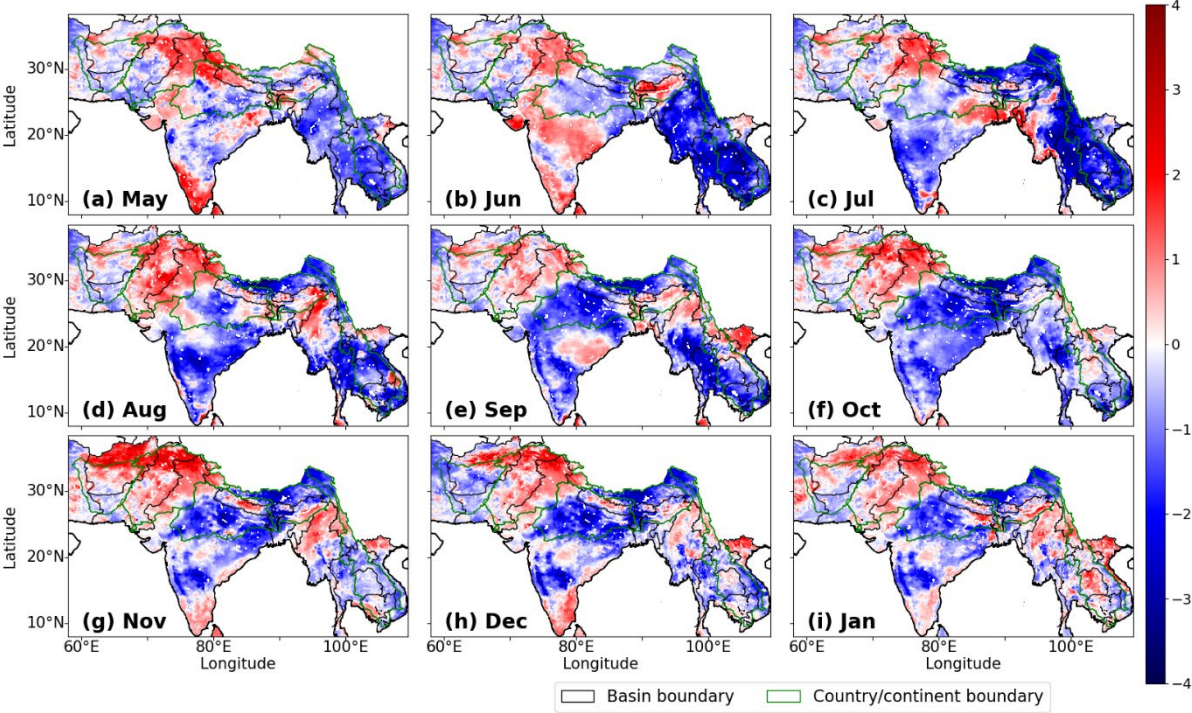 4
3
2
1
0
−1
−2
−3
−4
Latitude
30°N
20°N
10°N
(a) May
(b) Jun
(c) Jul
Latitude
30°N
20°N
10°N
(d) Aug
(e) Sep
(f) Oct
Latitude
30°N
20°N
10°N
(g) Nov
(h) Dec
(i) Jan
60°E 80°E 100°E
60°E 80°E 100°E
60°E 80°E 100°E
Longitude
Longitude
Longitude
Basin boundary
Country/continent boundary